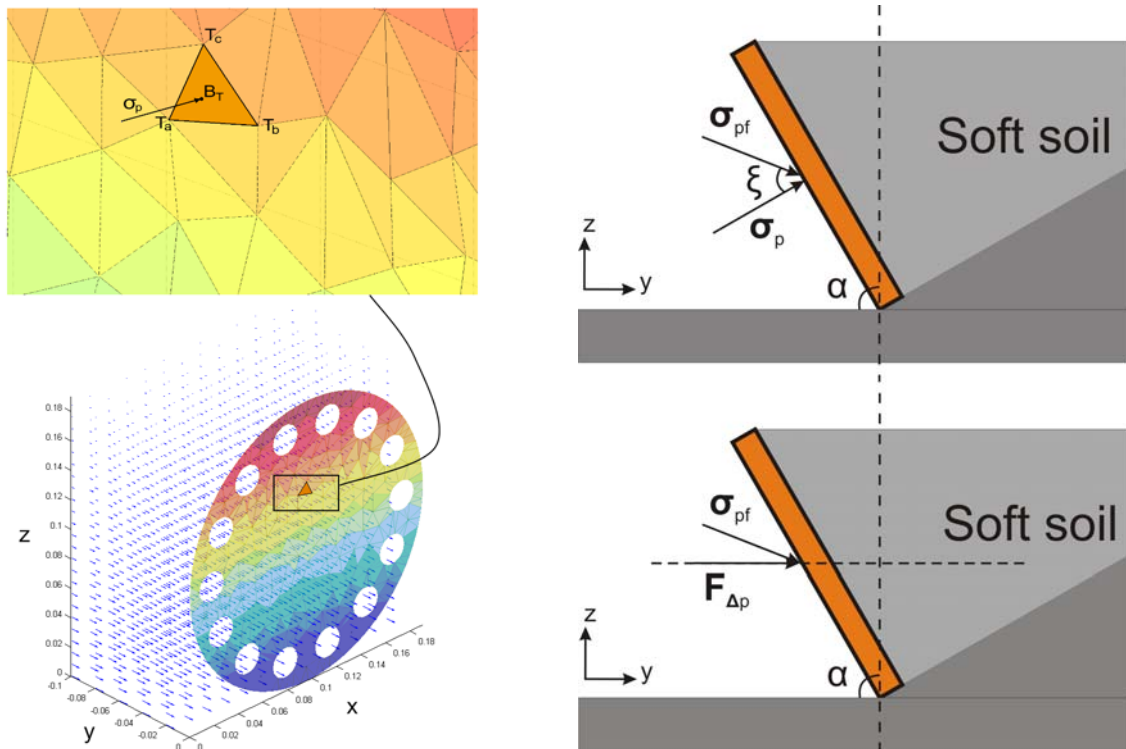 T_c
σ_p
B_T
T_a
T_b
z
0.18
0.16
0.14
0.12
0.1
0.08
0.06
0.04
0.02
0
-0.1
-0.08
-0.06
-0.04
-0.02
0
y
0
0.02
0.04
0.06
0.08
0.1
0.12
0.14
0.16
0.18
x
σ_pf
ξ
σ_p
Soft soil
z
y
α
σ_pf
Soft soil
F_Δp
z
y
α